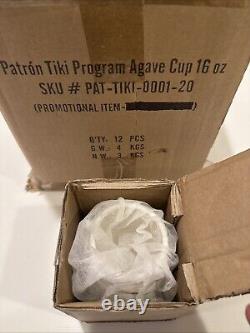 Patrón Tiki Program Agave Cup 16 oz
SKU # PAT-TIKI-0001-20
(PROMOTIONAL ITEM-
Q'TY. 12 PCS
G.W. 4 KGS
N.W. 3 KGS
ebay